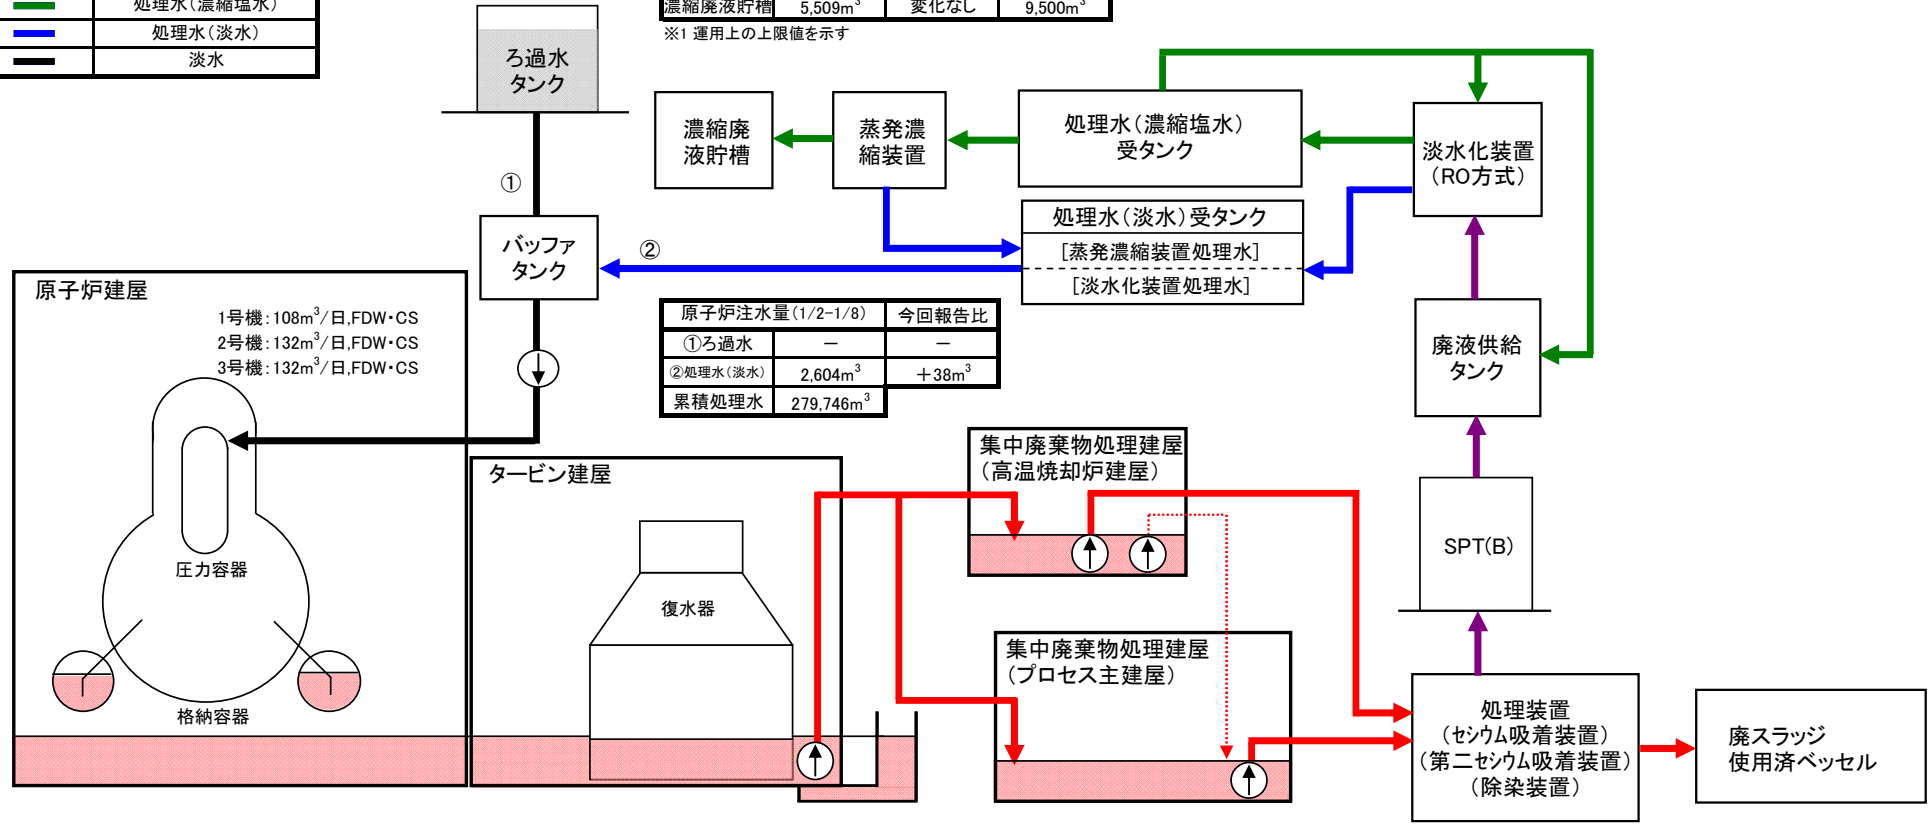 処理水(濃縮塩水)
処理水(淡水)
淡水
濃縮廃液貯槽 5,509m³ 変化なし 9,500m³
※1 運用上の上限値を示す
ろ過水
タンク
①
バッファ
タンク
②
濃縮廃
液貯槽
蒸発濃
縮装置
処理水(濃縮塩水)
受タンク
淡水化装置
(RO方式)
処理水(淡水)受タンク
[蒸発濃縮装置処理水]
[淡水化装置処理水]
原子炉建屋
1号機:108m³/日,FDW・CS
2号機:132m³/日,FDW・CS
3号機:132m³/日,FDW・CS
原子炉注水量(1/2-1/8) 今回報告比
①ろ過水 － －
②処理水(淡水) 2,604m³ ＋38m³
累積処理水 279,746m³
廃液供給
タンク
圧力容器
格納容器
タービン建屋
復水器
集中廃棄物処理建屋
(高温焼却炉建屋)
SPT(B)
集中廃棄物処理建屋
(プロセス主建屋)
処理装置
(セシウム吸着装置)
(第二セシウム吸着装置)
(除染装置)
廃スラッジ
使用済ベッセル